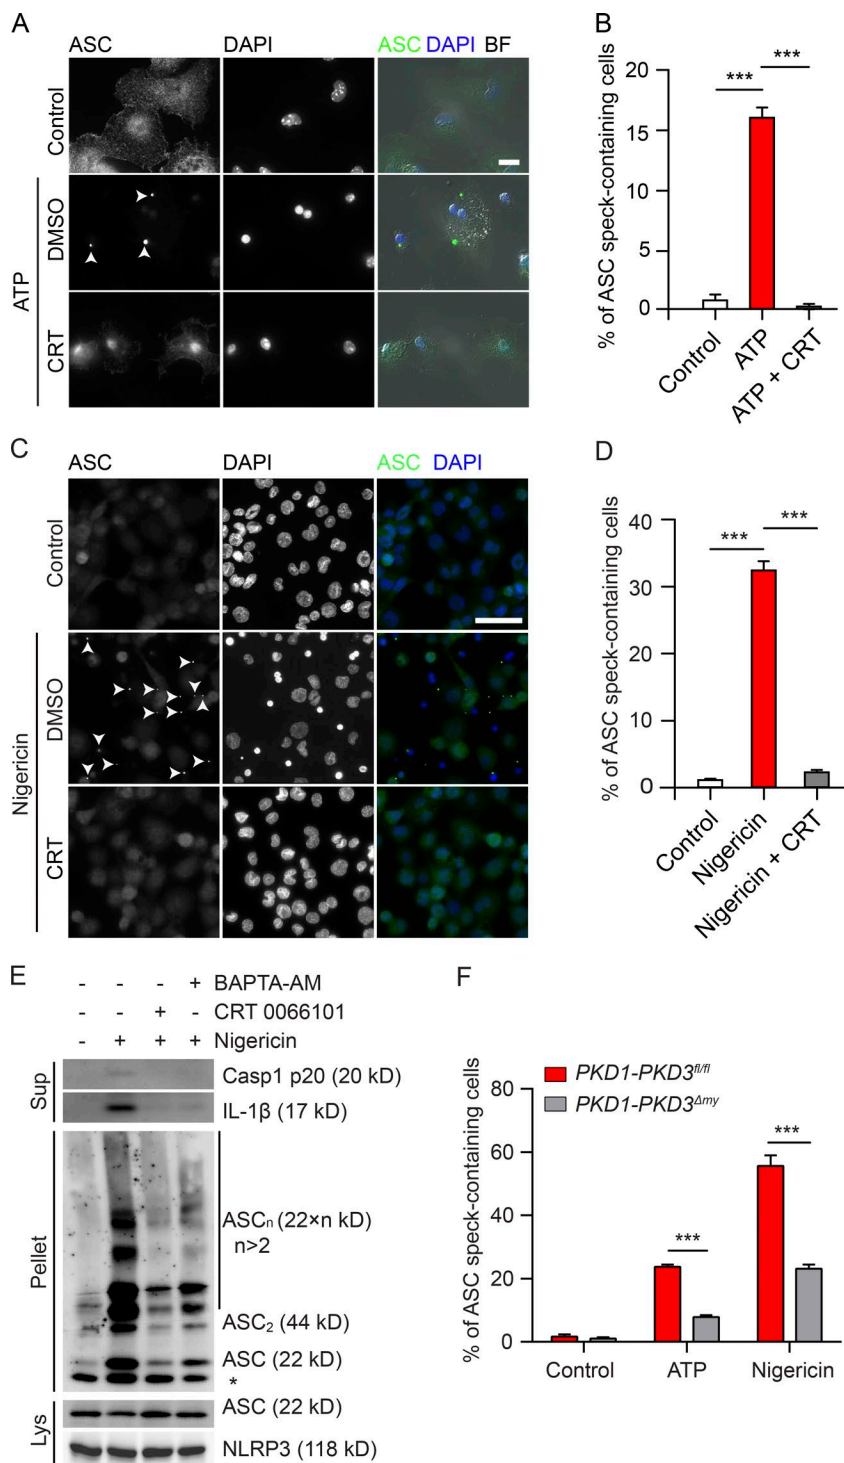 A
ASC
DAPI
ASC DAPI BF
Control
ATP
DMSO
CRT
B
% of ASC speck-containing cells
20
15
10
5
0
***
***
Control
ATP
ATP + CRT
C
ASC
DAPI
ASC DAPI
Control
Nigericin
DMSO
CRT
D
% of ASC speck-containing cells
40
30
20
10
0
***
***
Control
Nigericin
Nigericin + CRT
E
- - - + BAPTA-AM
- - + - CRT 0066101
- + + + Nigericin
Sup
Casp1 p20 (20 kD)
IL-1β (17 kD)
Pellet
ASCₙ (22×n kD)
n>2
ASC₂ (44 kD)
ASC (22 kD)
*
Lys
ASC (22 kD)
NLRP3 (118 kD)
F
% of ASC speck-containing cells
80
60
40
20
0
PKD1-PKD3fl/fl
PKD1-PKD3Δmy
***
***
Control
ATP
Nigericin